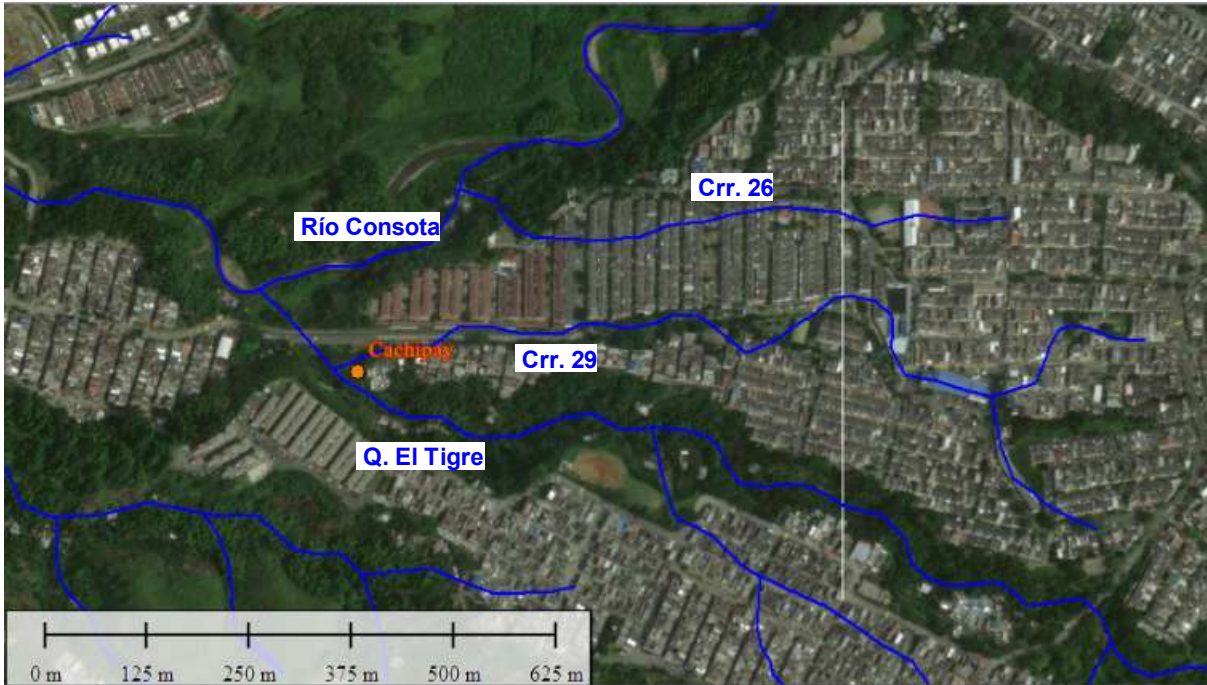 Crr. 26
Río Consota
Cachipay
Crr. 29
Q. El Tigre
0 m 125 m 250 m 375 m 500 m 625 m